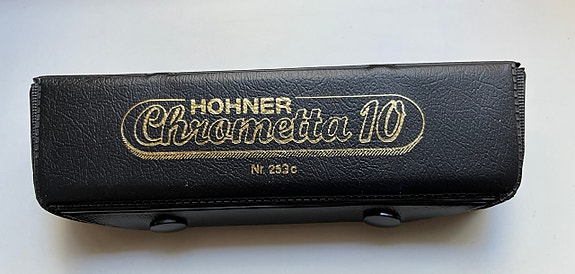 HOHNER
Chrometta 10
Nr. 253c